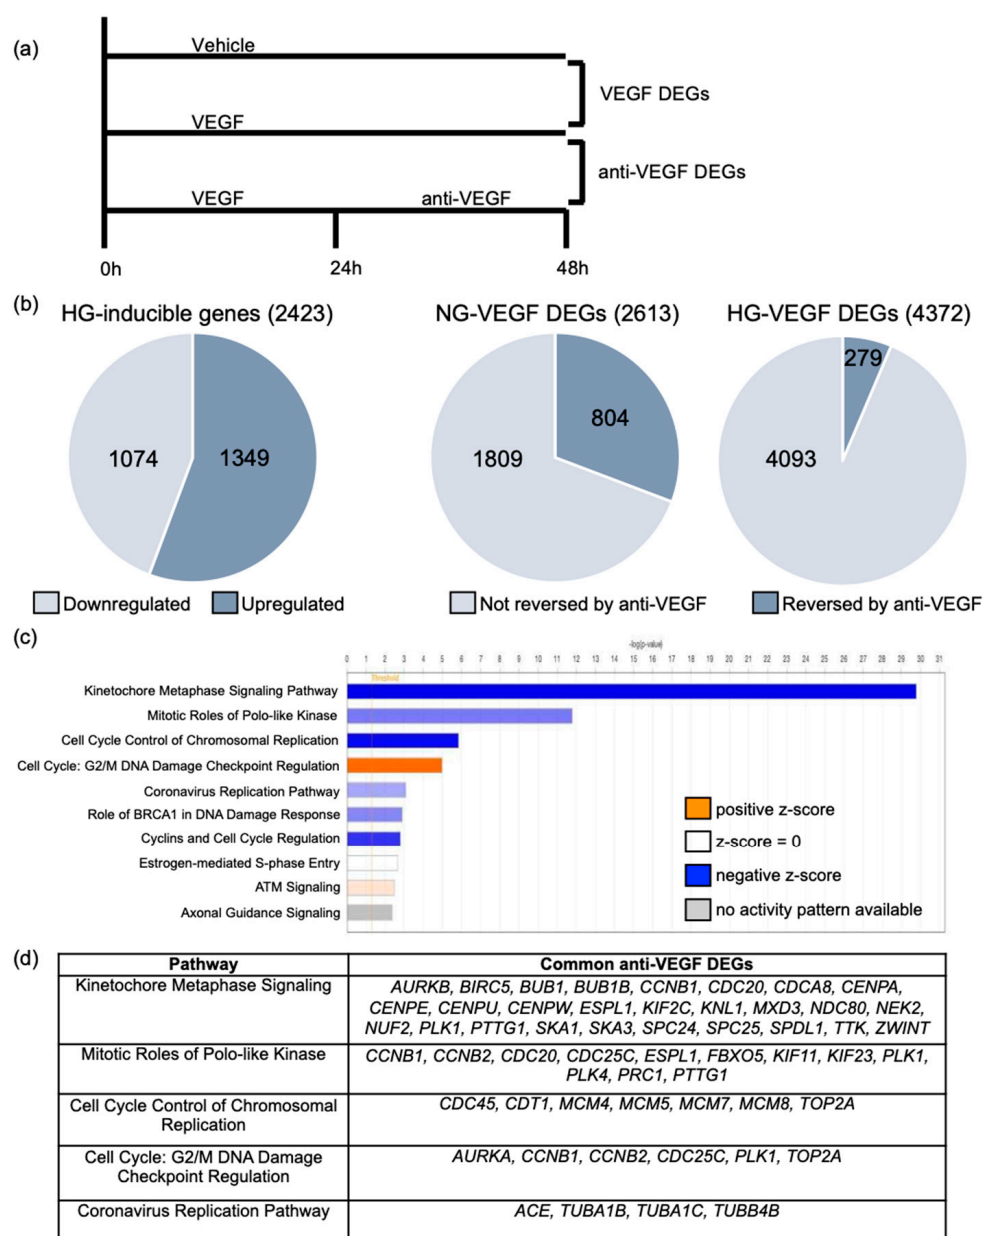 (a)
Vehicle
VEGF DEGs
VEGF
anti-VEGF DEGs
VEGF anti-VEGF
0h 24h 48h
(b)
HG-inducible genes (2423) NG-VEGF DEGs (2613) HG-VEGF DEGs (4372)
1074 1349 1809 804 4093 279
Downregulated Upregulated Not reversed by anti-VEGF Reversed by anti-VEGF
(c)
-log(p-value)
0 1 2 3 4 5 6 7 8 9 10 11 12 13 14 15 16 17 18 19 20 21 22 23 24 25 26 27 28 29 30 31
Threshold
Kinetochore Metaphase Signaling Pathway
Mitotic Roles of Polo-like Kinase
Cell Cycle Control of Chromosomal Replication
Cell Cycle: G2/M DNA Damage Checkpoint Regulation
Coronavirus Replication Pathway
Role of BRCA1 in DNA Damage Response
Cyclins and Cell Cycle Regulation
Estrogen-mediated S-phase Entry
ATM Signaling
Axonal Guidance Signaling
positive z-score
z-score = 0
negative z-score
no activity pattern available
(d)
Pathway Common anti-VEGF DEGs
Kinetochore Metaphase Signaling AURKB, BIRC5, BUB1, BUB1B, CCNB1, CDC20, CDCA8, CENPA,
CENPE, CENPU, CENPW, ESPL1, KIF2C, KNL1, MXD3, NDC80, NEK2,
NUF2, PLK1, PTTG1, SKA1, SKA3, SPC24, SPC25, SPDL1, TTK, ZWINT
Mitotic Roles of Polo-like Kinase CCNB1, CCNB2, CDC20, CDC25C, ESPL1, FBXO5, KIF11, KIF23, PLK1,
PLK4, PRC1, PTTG1
Cell Cycle Control of Chromosomal CDC45, CDT1, MCM4, MCM5, MCM7, MCM8, TOP2A
Replication
Cell Cycle: G2/M DNA Damage AURKA, CCNB1, CCNB2, CDC25C, PLK1, TOP2A
Checkpoint Regulation
Coronavirus Replication Pathway ACE, TUBA1B, TUBA1C, TUBB4B